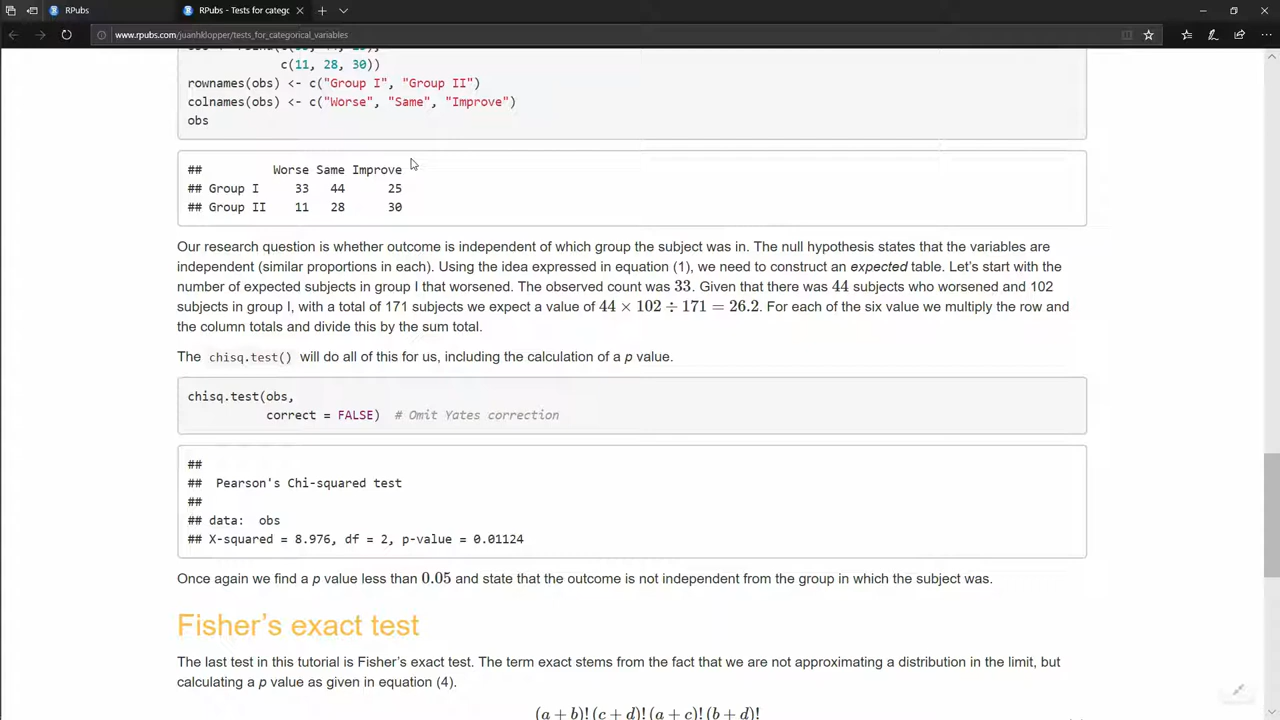 RPubs
RPubs - Tests for catego
www.rpubs.com/juanhklopper/tests_for_categorical_variables
c(11, 28, 30))
rownames(obs) <- c("Group I", "Group II")
colnames(obs) <- c("Worse", "Same", "Improve")
obs
## Worse Same Improve
## Group I 33 44 25
## Group II 11 28 30
Our research question is whether outcome is independent of which group the subject was in. The null hypothesis states that the variables are
independent (similar proportions in each). Using the idea expressed in equation (1), we need to construct an expected table. Let's start with the
number of expected subjects in group I that worsened. The observed count was 33. Given that there was 44 subjects who worsened and 102
subjects in group I, with a total of 171 subjects we expect a value of 44 × 102 ÷ 171 = 26.2. For each of the six value we multiply the row and
the column totals and divide this by the sum total.
The chisq.test() will do all of this for us, including the calculation of a p value.
chisq.test(obs,
correct = FALSE) # Omit Yates correction
##
## Pearson's Chi-squared test
##
## data: obs
## X-squared = 8.976, df = 2, p-value = 0.01124
Once again we find a p value less than 0.05 and state that the outcome is not independent from the group in which the subject was.
Fisher's exact test
The last test in this tutorial is Fisher's exact test. The term exact stems from the fact that we are not approximating a distribution in the limit, but
calculating a p value as given in equation (4).
(a + b)! (c + d)! (a + c)! (b + d)!